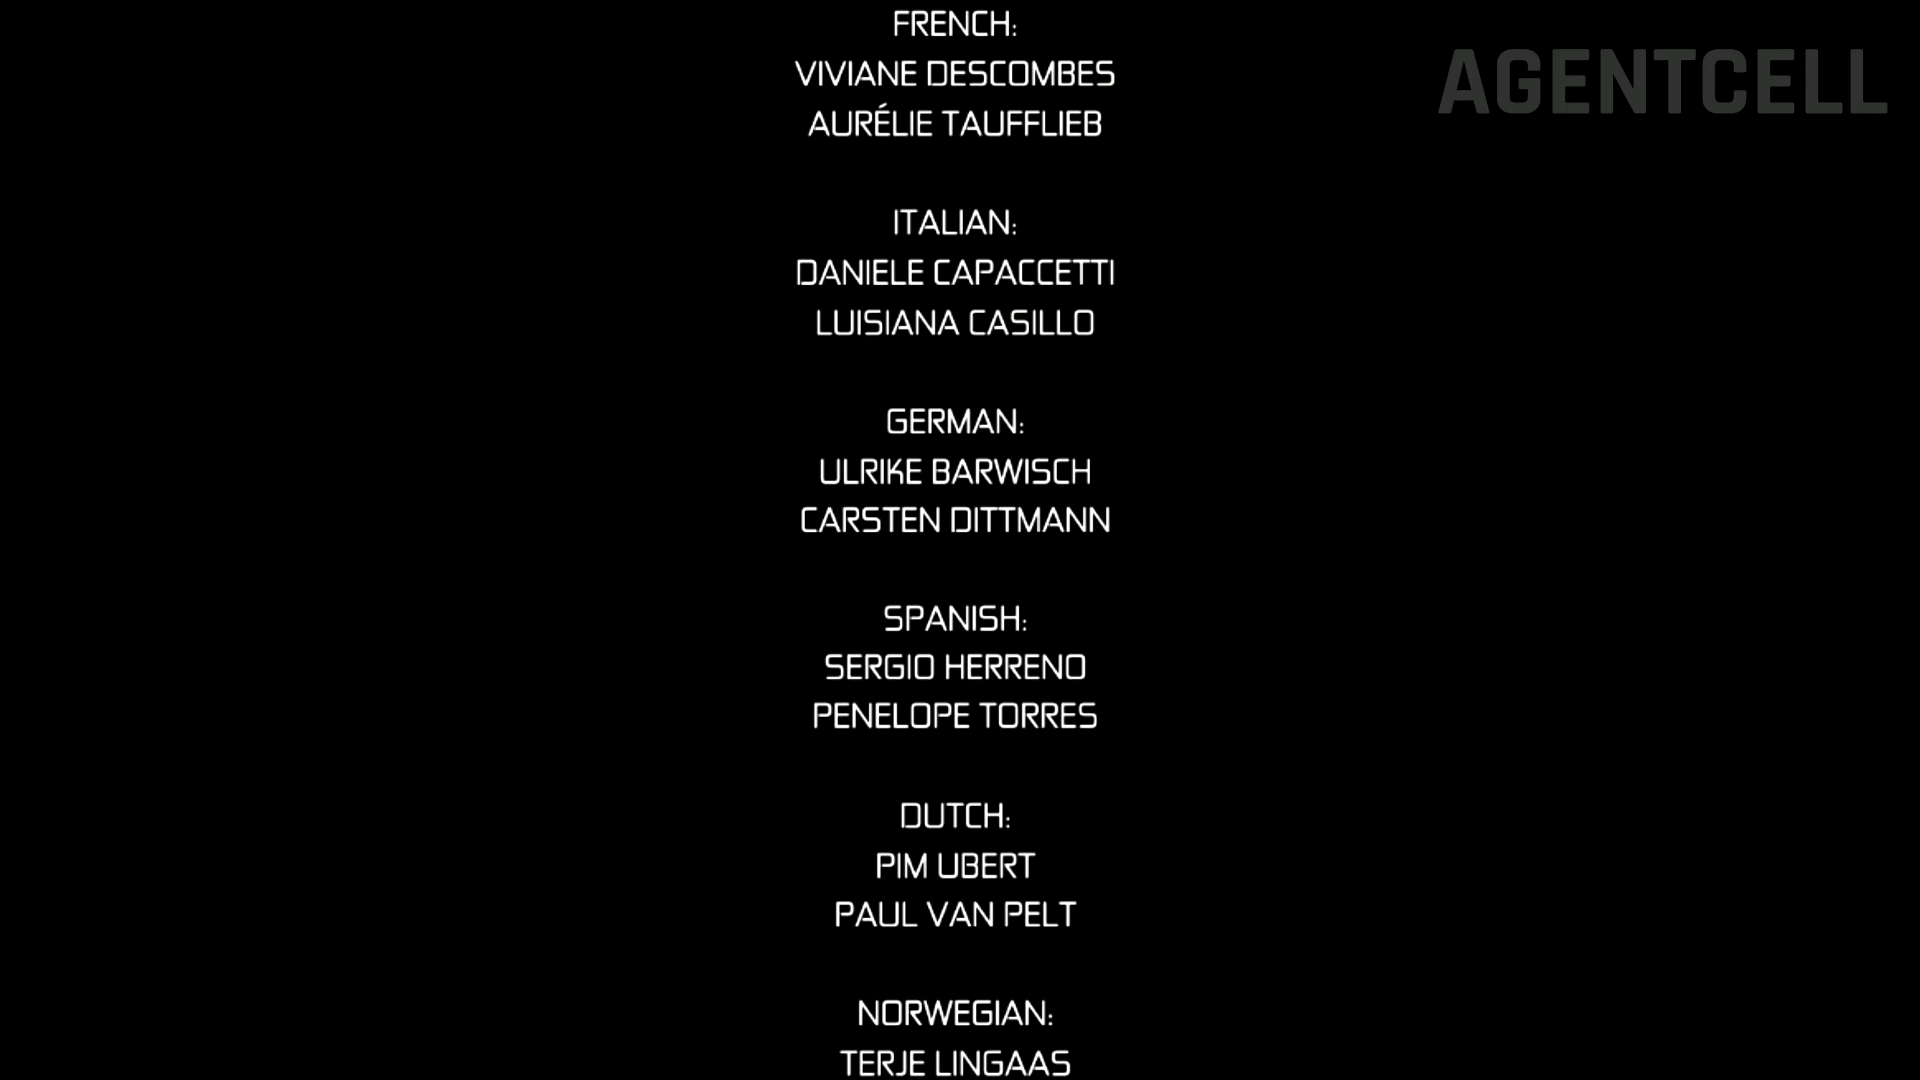 FRENCH:
VIVIANE DESCOMBES
AURÉLIE TAUFFLIEB
ITALIAN:
DANIELE CAPACCETTI
LUISIANA CASILLO
GERMAN:
ULRIKE BARWISCH
CARSTEN DITTMANN
SPANISH:
SERGIO HERRENO
PENELOPE TORRES
DUTCH:
PIM UBERT
PAUL VAN PELT
NORWEGIAN:
TERJE LINGAAS
AGENTCELL